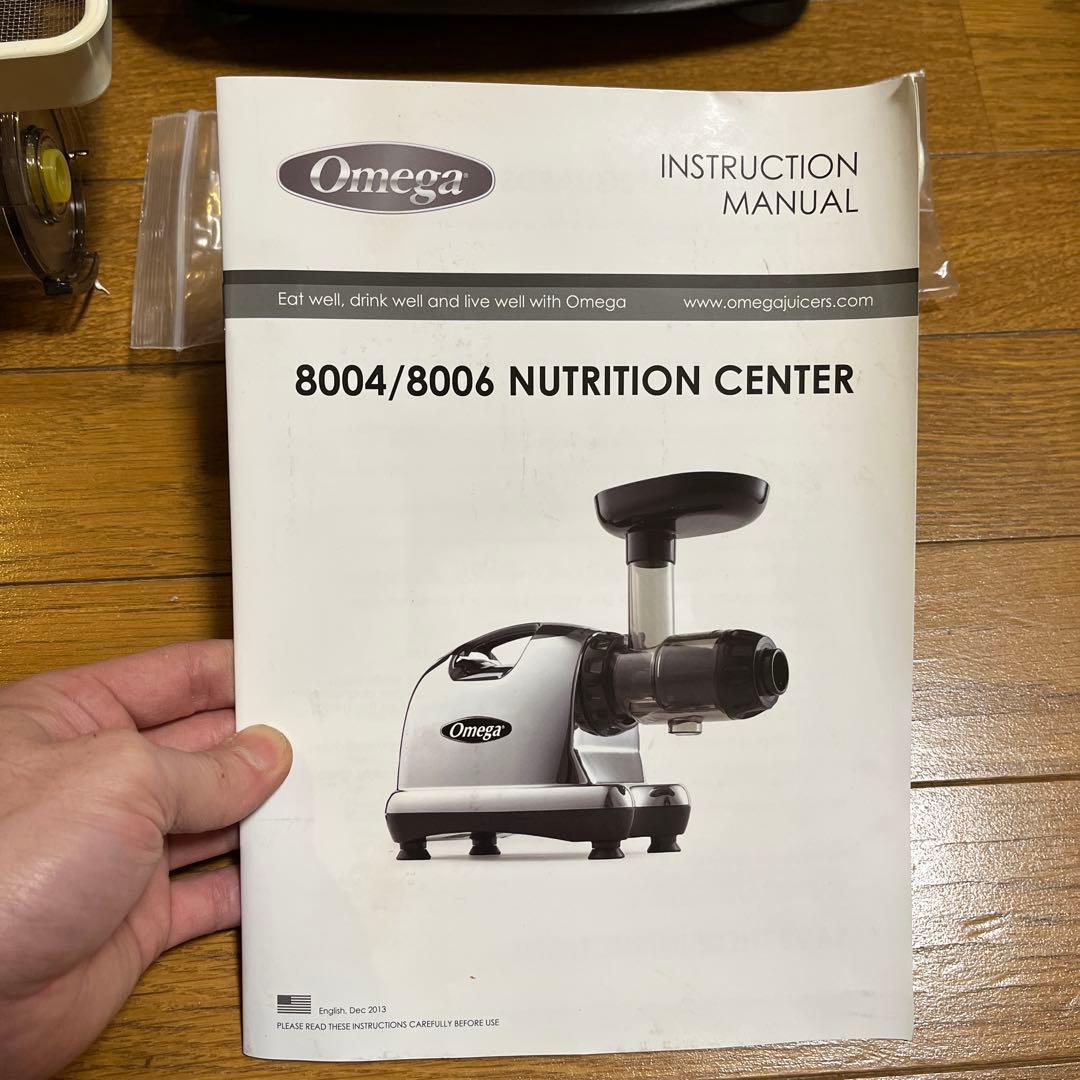 Omega
INSTRUCTION
MANUAL
Eat well, drink well and live well with Omega www.omegajuicers.com
8004/8006 NUTRITION CENTER
Omega
English, Dec 2013
PLEASE READ THESE INSTRUCTIONS CAREFULLY BEFORE USE